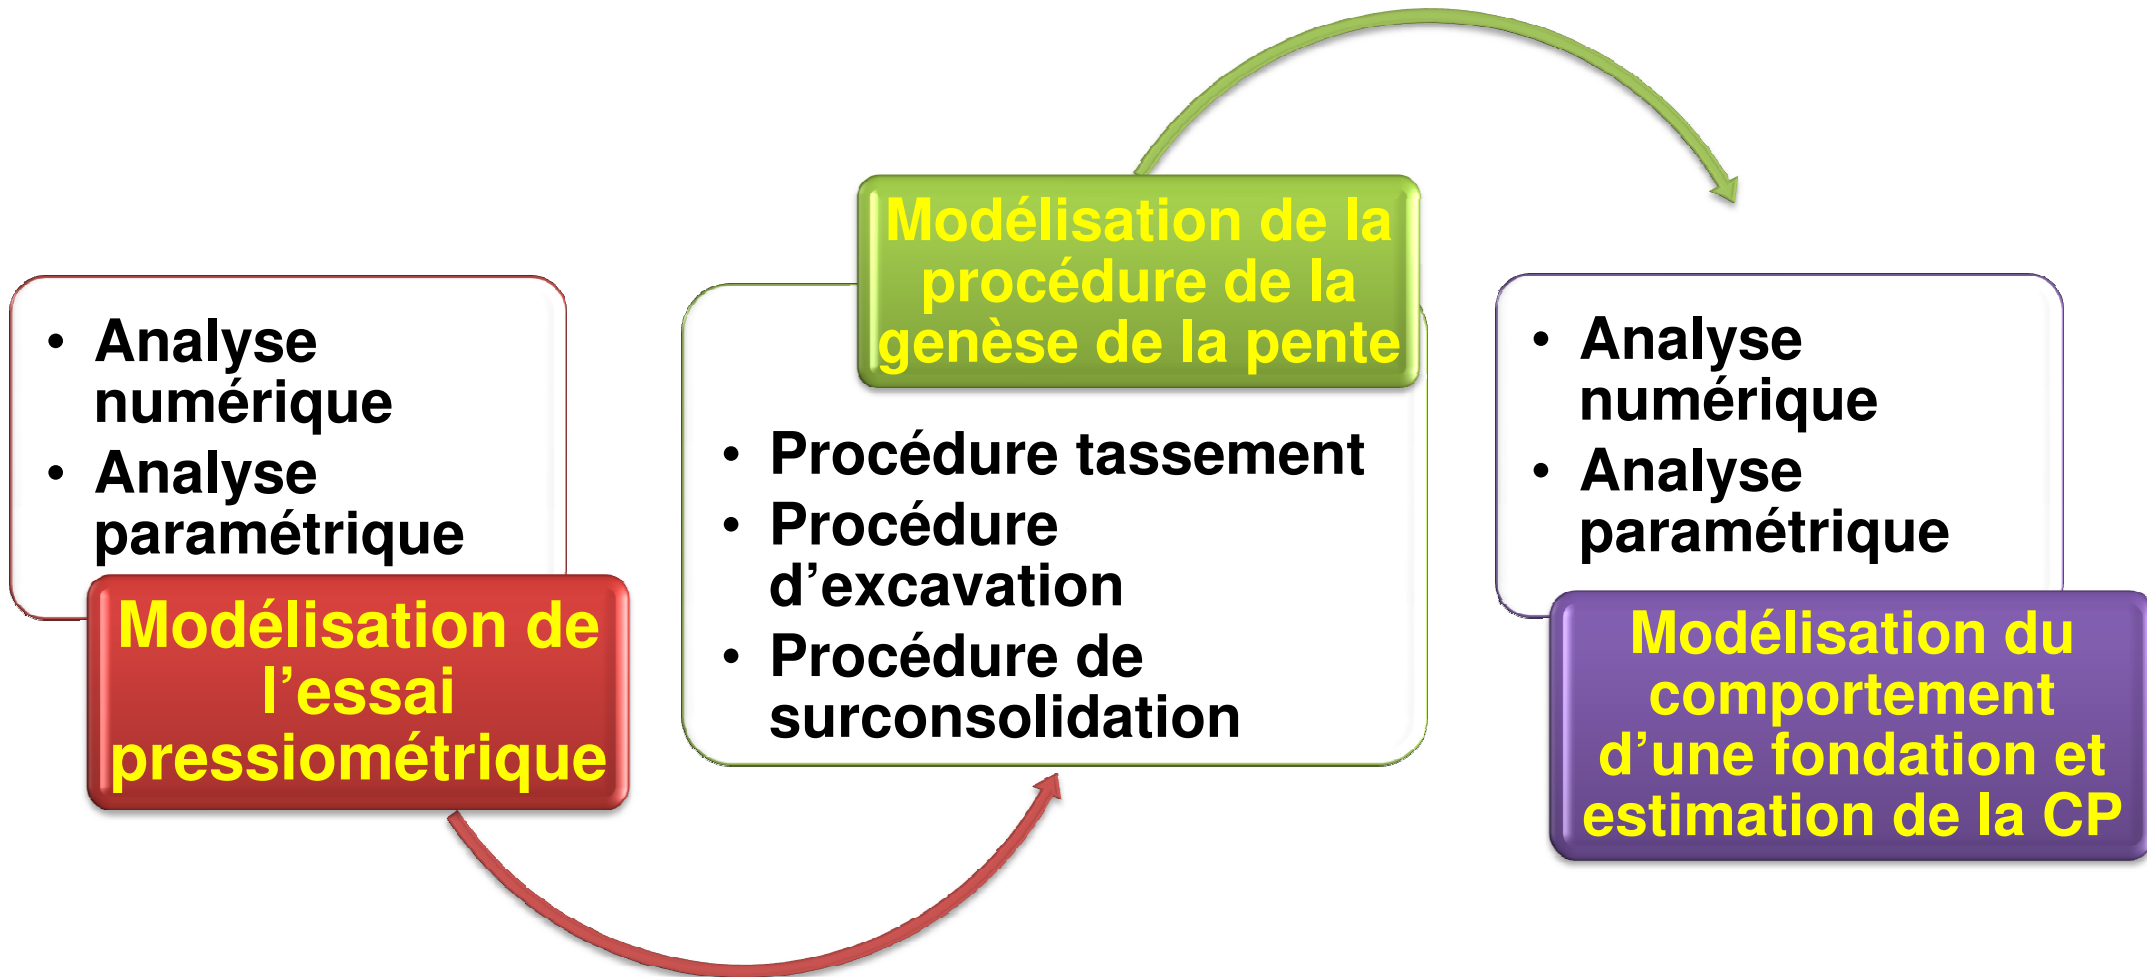 • Analyse
numérique
• Analyse
paramétrique
Modélisation de
l’essai
pressiométrique
Modélisation de la
procédure de la
genèse de la pente
• Procédure tassement
• Procédure
d’excavation
• Procédure de
surconsolidation
• Analyse
numérique
• Analyse
paramétrique
Modélisation du
comportement
d’une fondation et
estimation de la CP